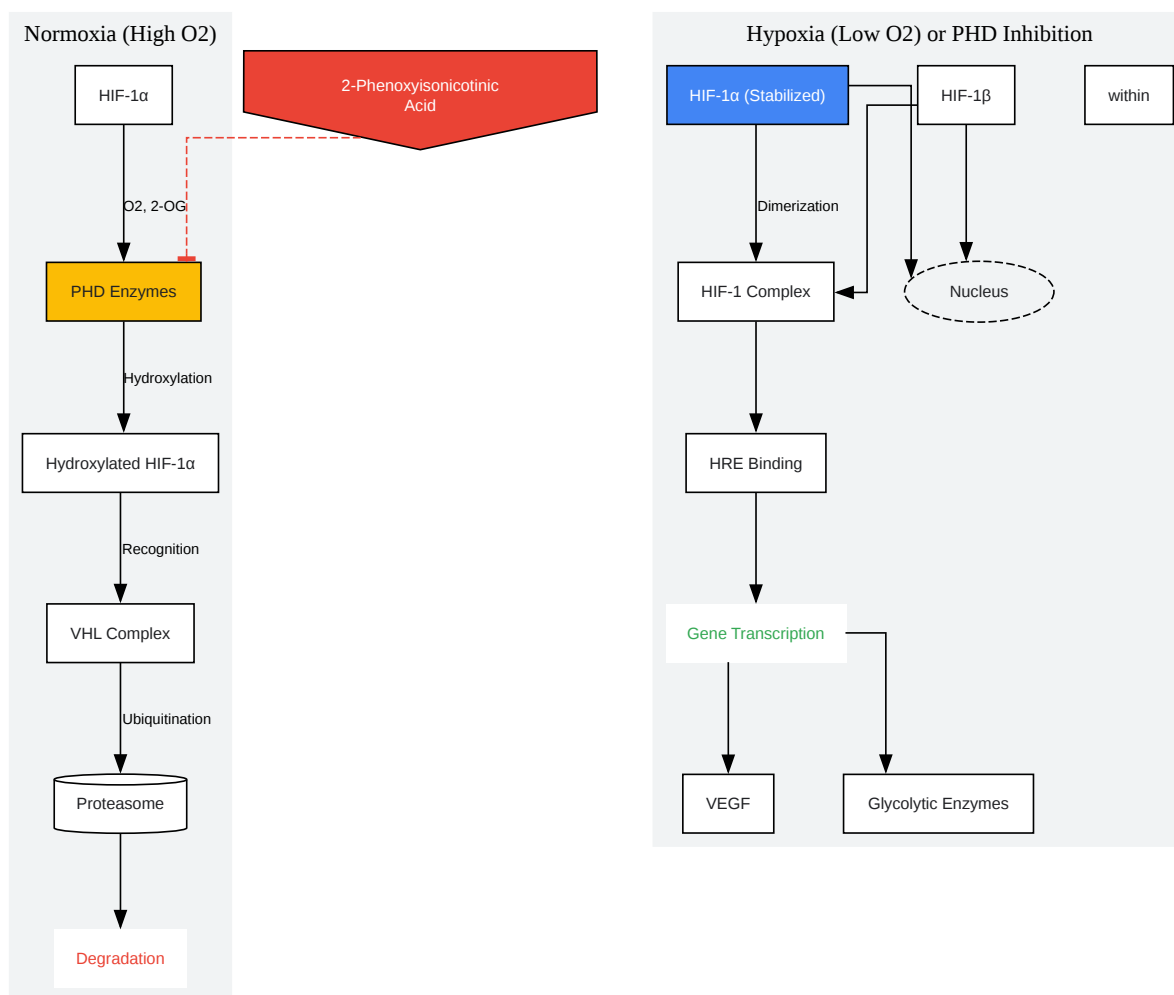 Normoxia (High O2)
HIF-1α
2-Phenoxyisonicotinic
Acid
O2, 2-OG
PHD Enzymes
Hydroxylation
Hydroxylated HIF-1α
Recognition
VHL Complex
Ubiquitination
Proteasome
Degradation
Hypoxia (Low O2) or PHD Inhibition
HIF-1α (Stabilized)
HIF-1β
within
Dimerization
HIF-1 Complex
Nucleus
HRE Binding
Gene Transcription
VEGF
Glycolytic Enzymes